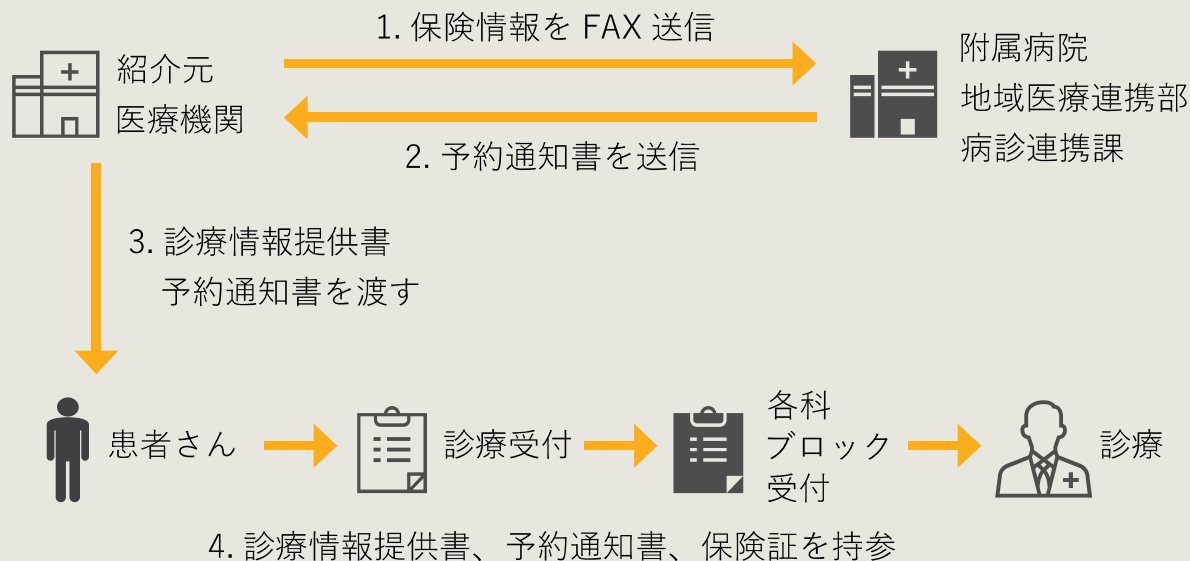 1. 保険情報を FAX 送信
紹介元
医療機関
附属病院
地域医療連携部
病診連携課
2. 予約通知書を送信
3. 診療情報提供書
予約通知書を渡す
患者さん
診療受付
各科
ブロック
受付
診療
4. 診療情報提供書、予約通知書、保険証を持参